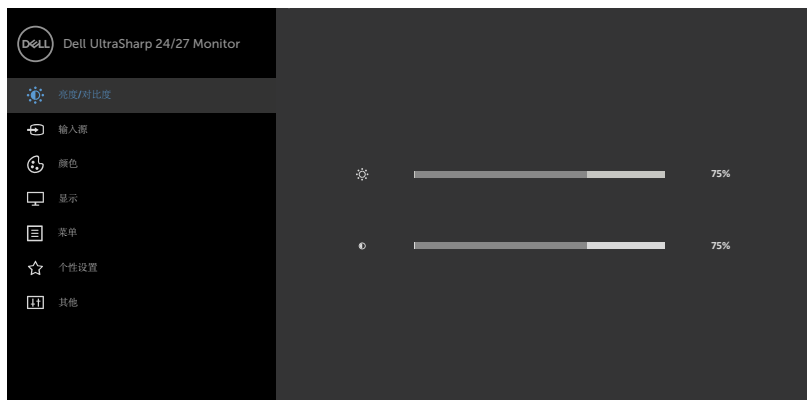 DELL Dell UltraSharp 24/27 Monitor
亮度/对比度
输入源
颜色
75%
显示
菜单
75%
个性设置
其他